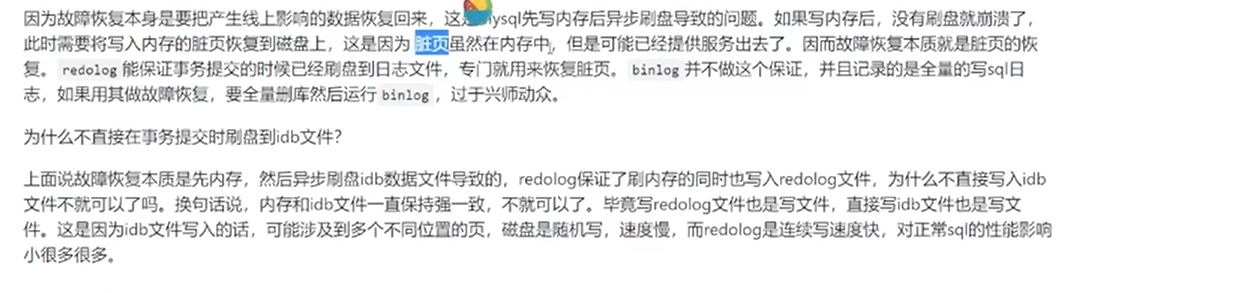 因为故障恢复本身是要把产生线上影响的数据恢复回来，这是mysql先写内存后异步刷盘导致的问题。如果写内存后，没有刷盘就崩溃了，
此时需要将写入内存的脏页恢复到磁盘上，这是因为 脏页虽然在内存中，但是可能已经提供服务出去了。因而故障恢复本质就是脏页的恢
复。 redolog 能保证事务提交的时候已经刷盘到日志文件，专门就用来恢复脏页。 binlog 并不做这个保证，并且记录的是全量的写sql日
志，如果用其做故障恢复，要全量删库然后运行 binlog ，过于兴师动众。
为什么不直接在事务提交时刷盘到idb文件？
上面说故障恢复本质是先内存，然后异步刷盘idb数据文件导致的，redolog保证了刷内存的同时也写入redolog文件，为什么不直接写入idb
文件不就可以了吗。换句话说，内存和idb文件一直保持强一致，不就可以了。毕竟写redolog文件也是写文件，直接写idb文件也是写文
件。这是因为idb文件写入的话，可能涉及到多个不同位置的页，磁盘是随机写，速度慢，而redolog是连续写速度快，对正常sql的性能影响
小很多很多。